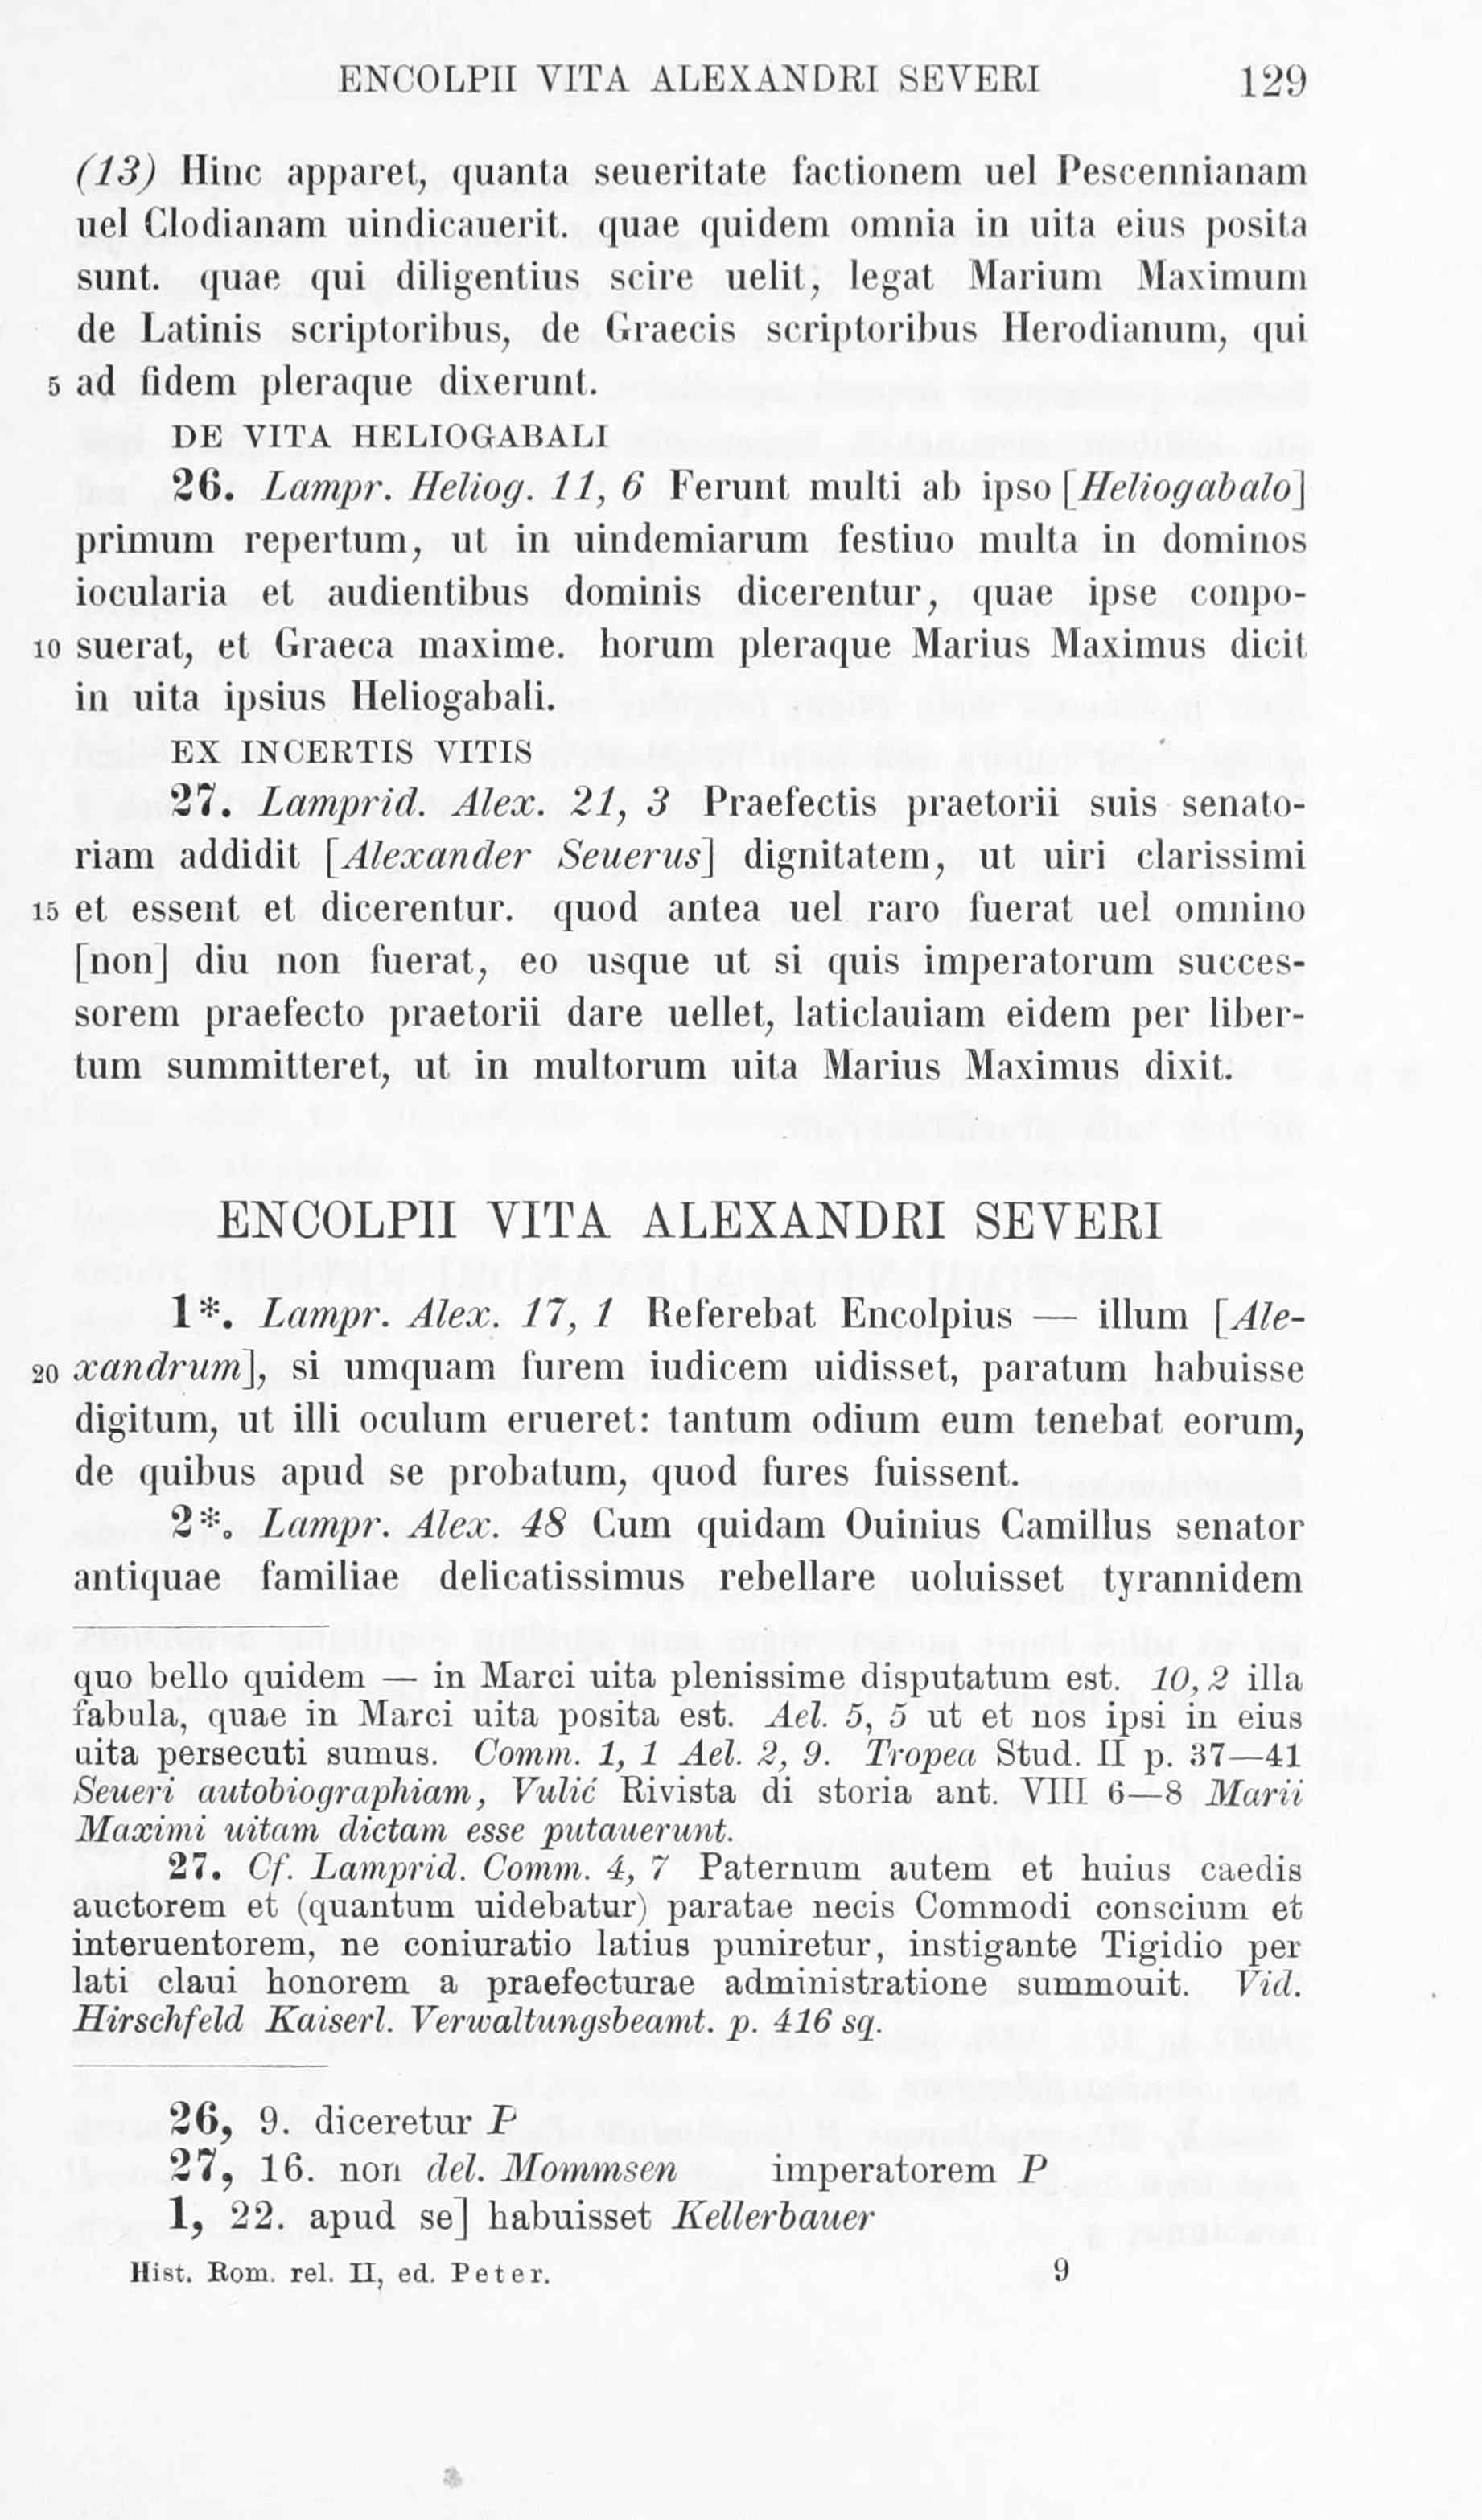 ENCOLPII VITA ALEXANDRI SEVERI 129
(13) Hinc apparet, quanta seueritate factionem uel Pescennianam
uel Clodianam uindicauerit. quae quidem omnia in uita eius posita
sunt. quae qui diligentius scire uelit, legat Marium Maximum
de Latinis scriptoribus, de Graecis scriptoribus Herodianum, qui
5 ad fidem pleraque dixerunt.
DE VITA HELIOGABALI
26. Lampr. Heliog. 11, 6 Ferunt multi ab ipso [Heliogabalo]
primum repertum, ut in uindemiarum festiuo multa in dominos
iocularia et audientibus dominis dicerentur, quae ipse conpo-
10 suerat, et Graeca maxime. horum pleraque Marius Maximus dicit
in uita ipsius Heliogabali.
EX INCERTIS VITIS
27. Lamprid. Alex. 21, 3 Praefectis praetorii suis senato-
riam addidit [Alexander Seuerus] dignitatem, ut uiri clarissimi
15 et essent et dicerentur. quod antea uel raro fuerat uel omnino
[non] diu non fuerat, eo usque ut si quis imperatorum succes-
sorem praefecto praetorii dare uellet, laticlauiam eidem per liber-
tum summitteret, ut in multorum uita Marius Maximus dixit.
ENCOLPII VITA ALEXANDRI SEVERI
1*. Lampr. Alex. 17, 1 Referebat Encolpius — illum [Ale-
20 xandrum], si umquam furem iudicem uidisset, paratum habuisse
digitum, ut illi oculum erueret: tantum odium eum tenebat eorum,
de quibus apud se probatum, quod fures fuissent.
2*. Lampr. Alex. 48 Cum quidam Ouinius Camillus senator
antiquae familiae delicatissimus rebellare uoluisset tyrannidem
quo bello quidem — in Marci uita plenissime disputatum est. 10, 2 illa
fabula, quae in Marci uita posita est. Ael. 5, 5 ut et nos ipsi in eius
uita persecuti sumus. Comm. 1, 1 Ael. 2, 9. Tropea Stud. II p. 37—41
Seueri autobiographiam, Vulić Rivista di storia ant. VIII 6—8 Marii
Maximi uitam dictam esse putauerunt.
27. Cf. Lamprid. Comm. 4, 7 Paternum autem et huius caedis
auctorem et (quantum uidebatur) paratae necis Commodi conscium et
interuentorem, ne coniuratio latius puniretur, instigante Tigidio per
lati claui honorem a praefecturae administratione summouit. Vid.
Hirschfeld Kaiserl. Verwaltungsbeamt. p. 416 sq.
26, 9. diceretur P
27, 16. non del. Mommsen imperatorem P
1, 22. apud se] habuisset Kellerbauer
Hist. Rom. rel. II, ed. Peter. 9